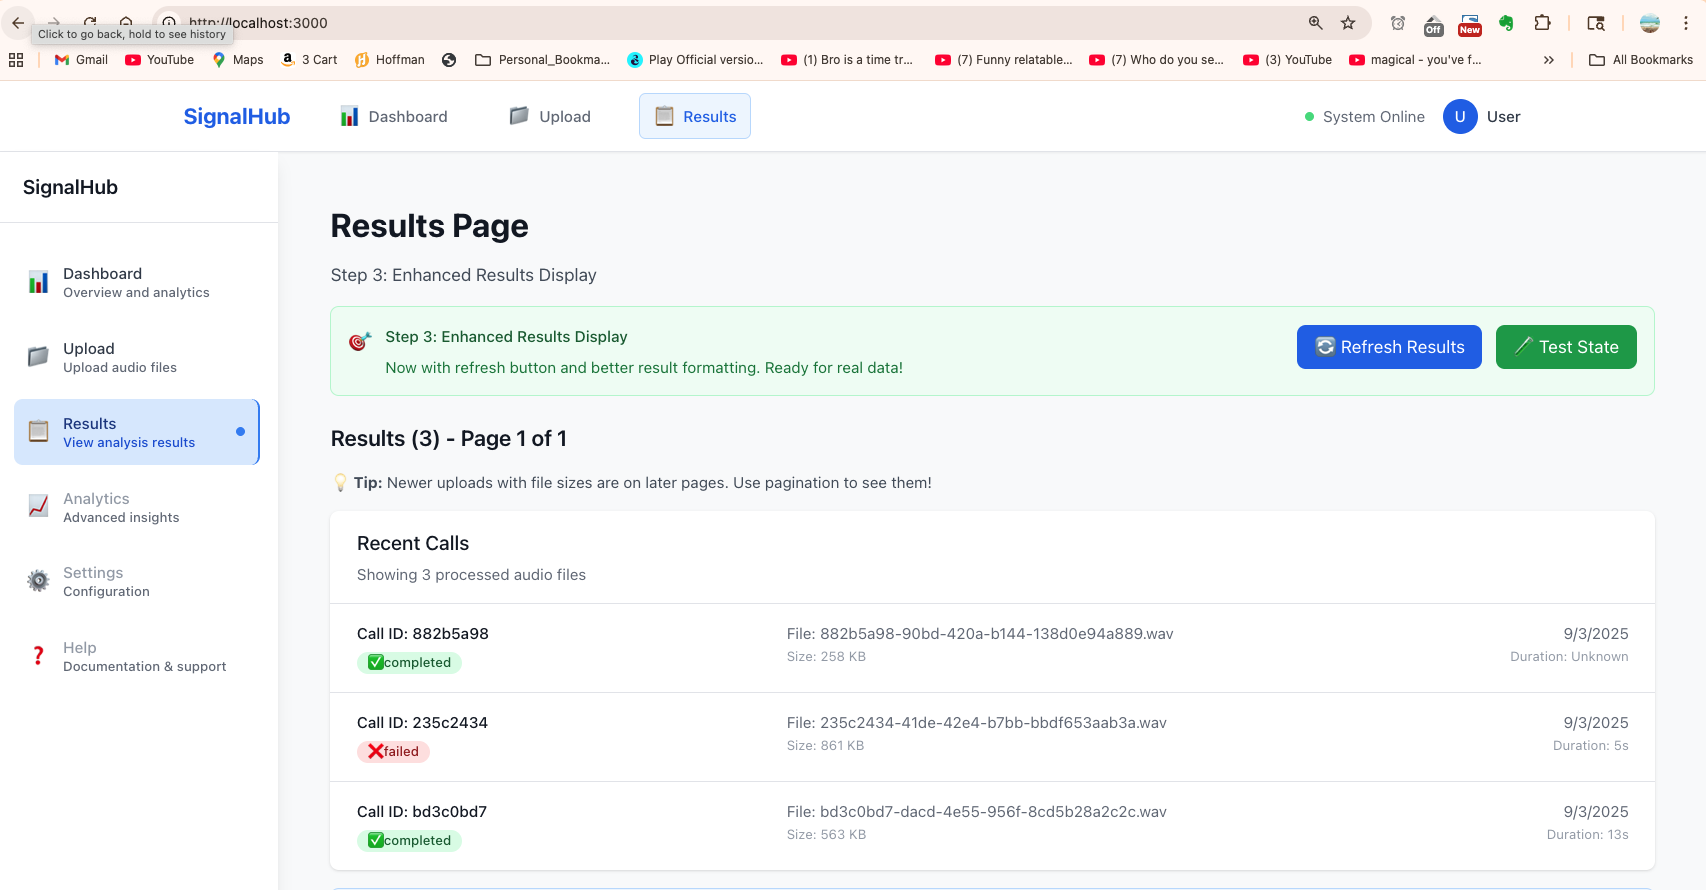 http://localhost:3000
Click to go back, hold to see history
Off
New
Gmail
YouTube
Maps
3 Cart
Hoffman
Personal_Bookma...
Play Official versio...
(1) Bro is a time tr...
(7) Funny relatable...
(7) Who do you se...
(3) YouTube
magical - you've f...
All Bookmarks
SignalHub
Dashboard
Upload
Results
System Online
U
User
SignalHub
Dashboard
Overview and analytics
Upload
Upload audio files
Results
View analysis results
Analytics
Advanced insights
Settings
Configuration
Help
Documentation & support
Results Page
Step 3: Enhanced Results Display
Step 3: Enhanced Results Display
Now with refresh button and better result formatting. Ready for real data!
Refresh Results
Test State
Results (3) - Page 1 of 1
Tip: Newer uploads with file sizes are on later pages. Use pagination to see them!
Recent Calls
Showing 3 processed audio files
Call ID: 882b5a98
completed
File: 882b5a98-90bd-420a-b144-138d0e94a889.wav
Size: 258 KB
9/3/2025
Duration: Unknown
Call ID: 235c2434
failed
File: 235c2434-41de-42e4-b7bb-bbdf653aab3a.wav
Size: 861 KB
9/3/2025
Duration: 5s
Call ID: bd3c0bd7
completed
File: bd3c0bd7-dacd-4e55-956f-8cd5b28a2c2c.wav
Size: 563 KB
9/3/2025
Duration: 13s